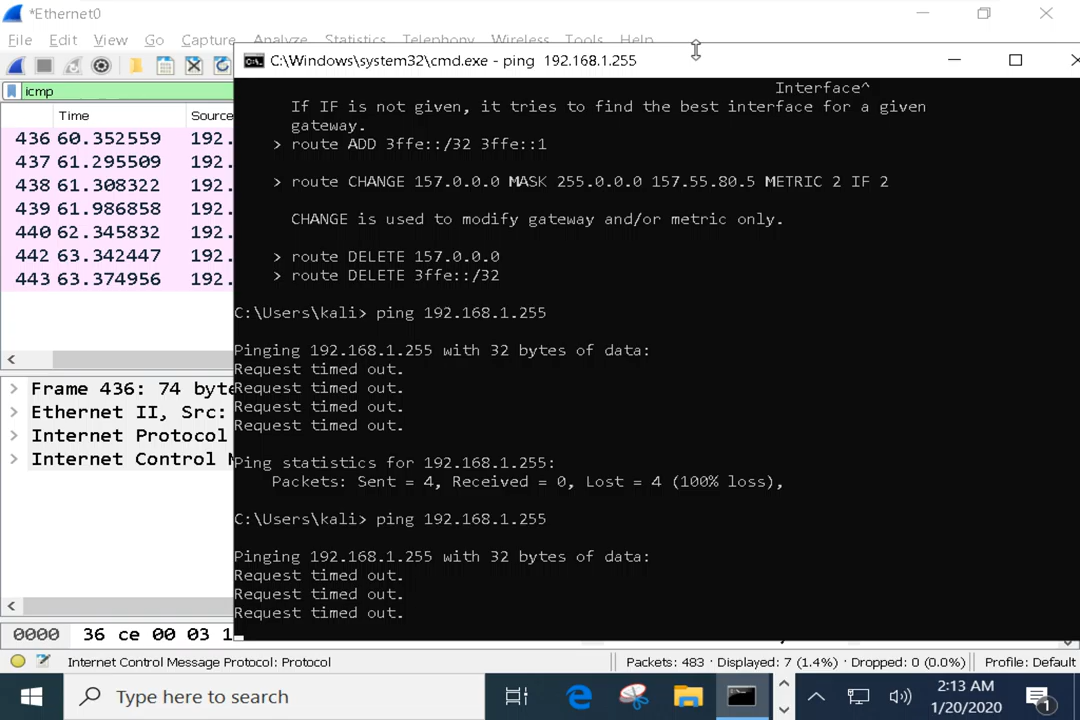 *Ethernet0
File Edit View Go Capture Analyze Statistics Telephony Wireless Tools Help
C:\Windows\system32\cmd.exe - ping 192.168.1.255
icmp
Time Source
436 60.352559 192.
437 61.295509 192.
438 61.308322 192.
439 61.986858 192.
440 62.345832 192.
442 63.342447 192.
443 63.374956 192.
Frame 436: 74 byte
Ethernet II, Src:
Internet Protocol
Internet Control
0000 36 ce 00 03 1
Interface^
If IF is not given, it tries to find the best interface for a given
gateway.
> route ADD 3ffe::/32 3ffe::1
> route CHANGE 157.0.0.0 MASK 255.0.0.0 157.55.80.5 METRIC 2 IF 2
CHANGE is used to modify gateway and/or metric only.
> route DELETE 157.0.0.0
> route DELETE 3ffe::/32
C:\Users\kali> ping 192.168.1.255
Pinging 192.168.1.255 with 32 bytes of data:
Request timed out.
Request timed out.
Request timed out.
Request timed out.
Ping statistics for 192.168.1.255:
Packets: Sent = 4, Received = 0, Lost = 4 (100% loss),
C:\Users\kali> ping 192.168.1.255
Pinging 192.168.1.255 with 32 bytes of data:
Request timed out.
Request timed out.
Request timed out.
Internet Control Message Protocol: Protocol
Packets: 483 · Displayed: 7 (1.4%) · Dropped: 0 (0.0%)
Profile: Default
Type here to search
2:13 AM
1/20/2020
1